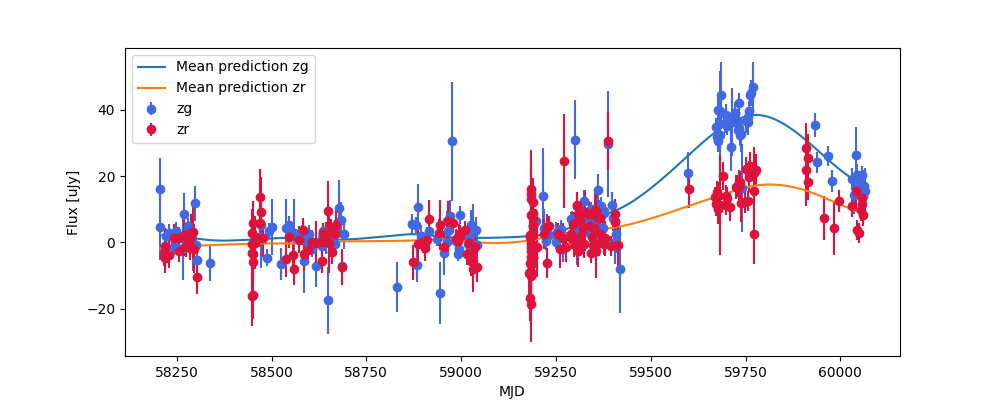 Mean prediction zg
Mean prediction zr
zg
zr
40
20
0
−20
Flux [uJy]
58250 58500 58750 59000 59250 59500 59750 60000
MJD